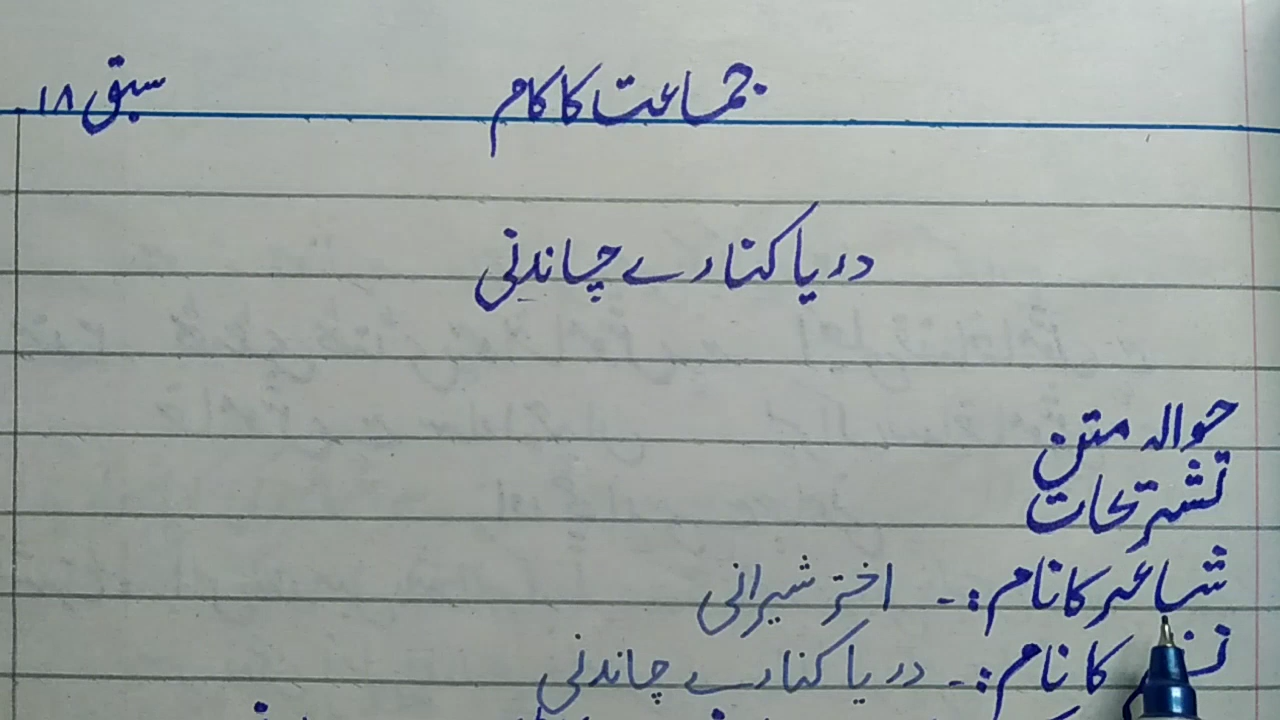 جماعت کا کام سبق ۱۸
دریا کنارے چاندنی
حوالہ متن
تشریحات
شاعر کا نام :۔ اختر شیرانی
کا نام :۔ دریا کنارے چاندنی